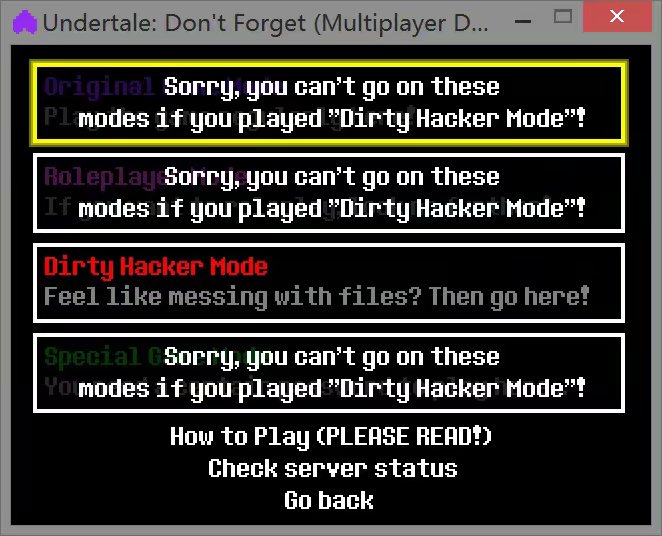 Undertale: Don't Forget (Multiplayer D...
Original
Sorry, you can't go on these
modes if you played "Dirty Hacker Mode"!
Roleplaye
Sorry, you can't go on these
modes if you played "Dirty Hacker Mode"!
Dirty Hacker Mode
Feel like messing with files? Then go here!
Special G
Sorry, you can't go on these
modes if you played "Dirty Hacker Mode"!
How to Play (PLEASE READ!)
Check server status
Go back